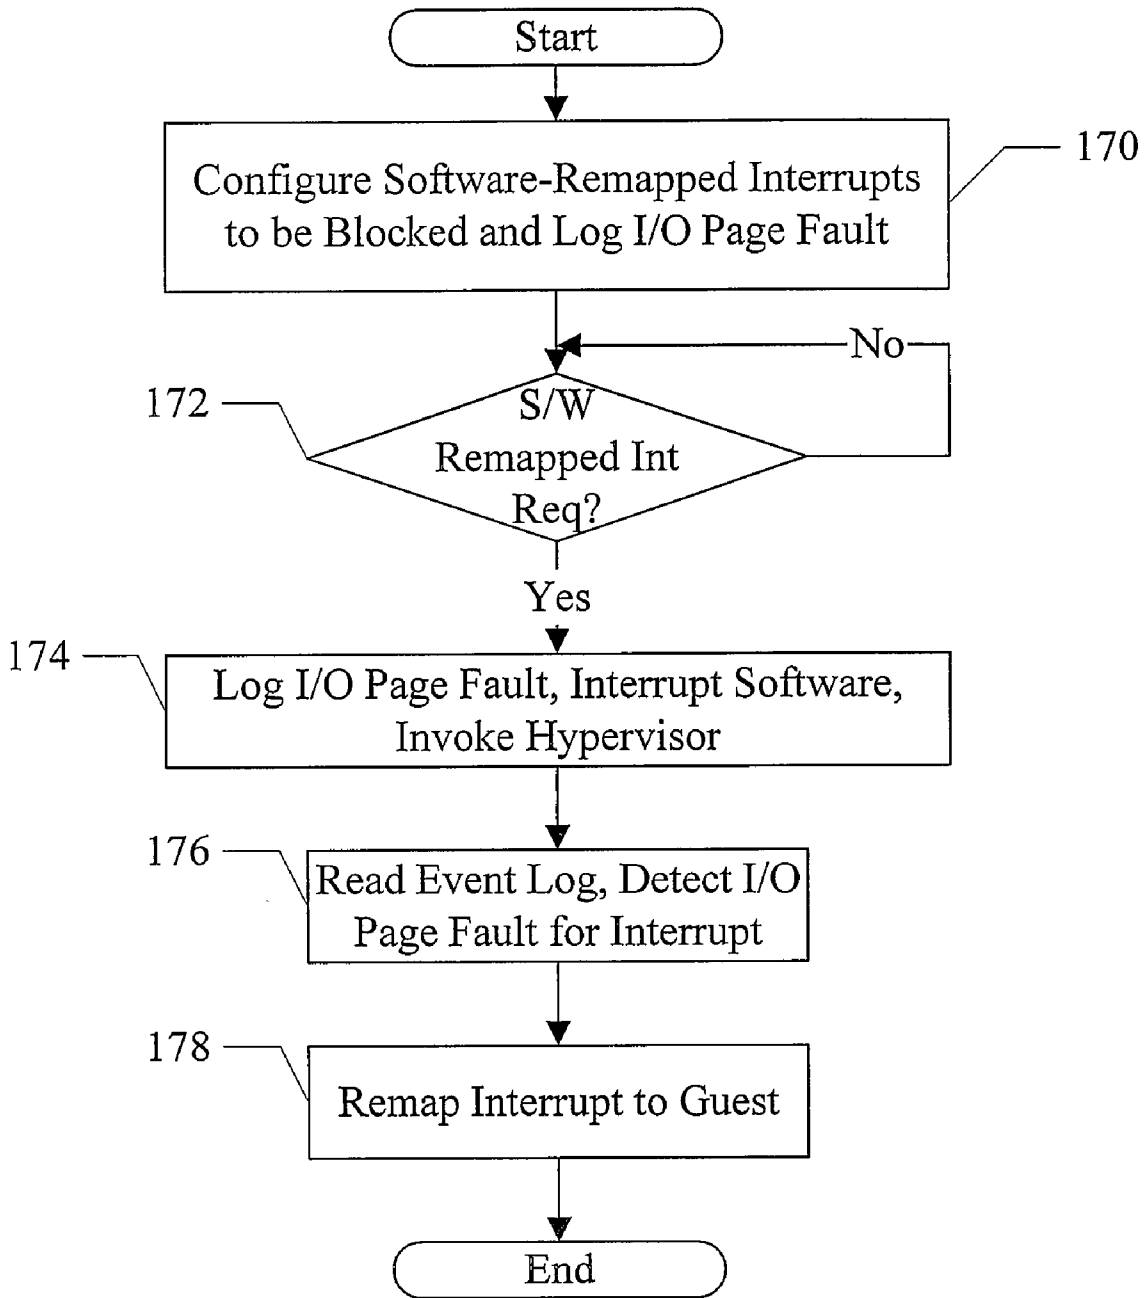 Start
Configure Software-Remapped Interrupts
to be Blocked and Log I/O Page Fault
170
No
172
S/W
Remapped Int
Req?
Yes
174
Log I/O Page Fault, Interrupt Software,
Invoke Hypervisor
176
Read Event Log, Detect I/O
Page Fault for Interrupt
178
Remap Interrupt to Guest
End